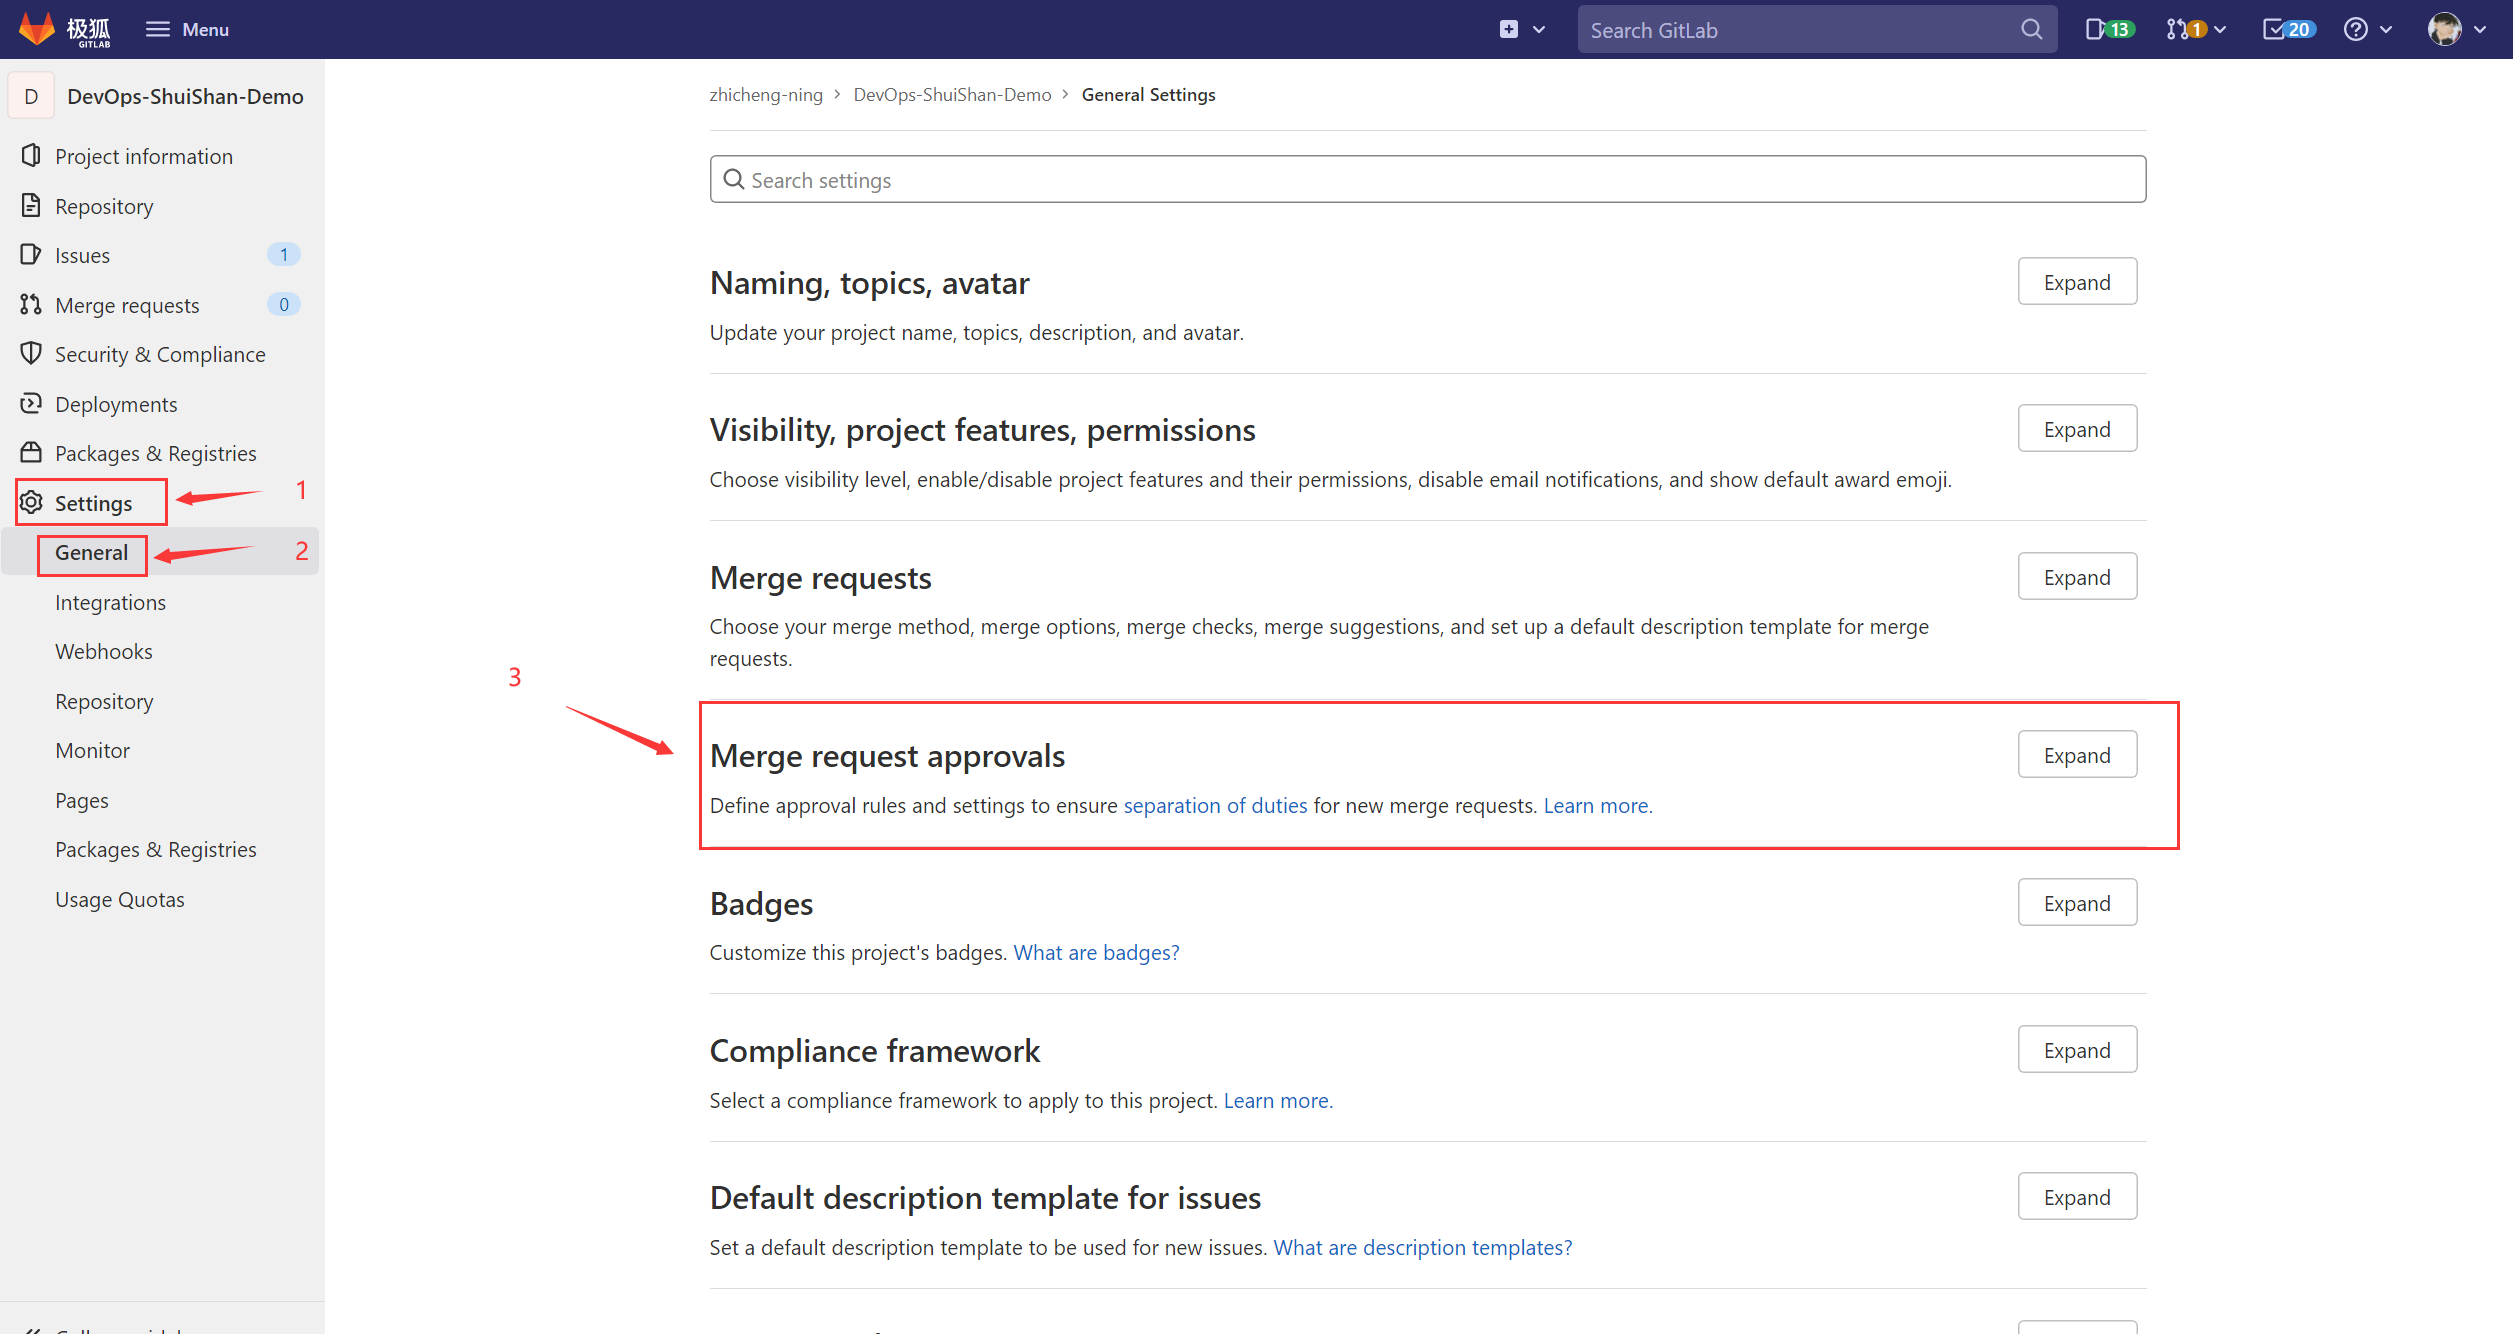 极狐
GITLAB
Menu
Search GitLab
13
1
20
D
DevOps-ShuiShan-Demo
Project information
Repository
Issues
1
Merge requests
0
Security & Compliance
Deployments
Packages & Registries
Settings
1
General
2
Integrations
Webhooks
Repository
Monitor
Pages
Packages & Registries
Usage Quotas
zhicheng-ning > DevOps-ShuiShan-Demo > General Settings
Search settings
Naming, topics, avatar
Expand
Update your project name, topics, description, and avatar.
Visibility, project features, permissions
Expand
Choose visibility level, enable/disable project features and their permissions, disable email notifications, and show default award emoji.
Merge requests
Expand
Choose your merge method, merge options, merge checks, merge suggestions, and set up a default description template for merge
requests.
3
Merge request approvals
Expand
Define approval rules and settings to ensure separation of duties for new merge requests. Learn more.
Badges
Expand
Customize this project's badges. What are badges?
Compliance framework
Expand
Select a compliance framework to apply to this project. Learn more.
Default description template for issues
Expand
Set a default description template to be used for new issues. What are description templates?